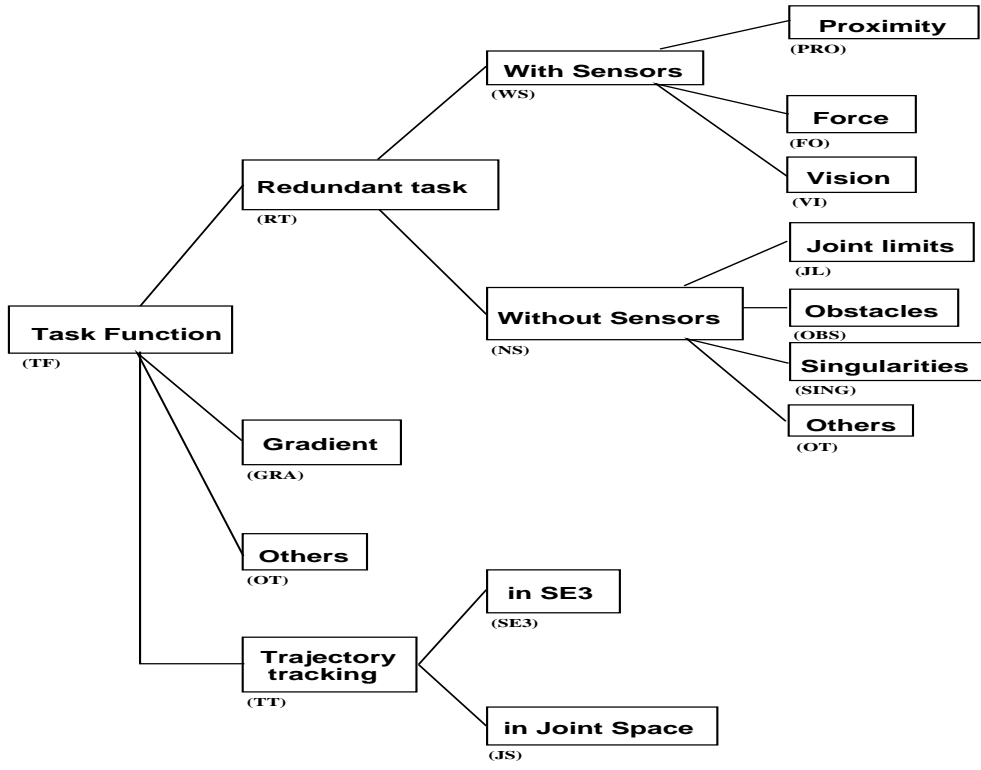 Proximity
(PRO)
With Sensors
(WS)
Force
(FO)
Vision
(VI)
Redundant task
(RT)
Joint limits
(JL)
Without Sensors
(NS)
Obstacles
(OBS)
Singularities
(SING)
Others
(OT)
Task Function
(TF)
Gradient
(GRA)
Others
(OT)
Trajectory
tracking
(TT)
in SE3
(SE3)
in Joint Space
(JS)